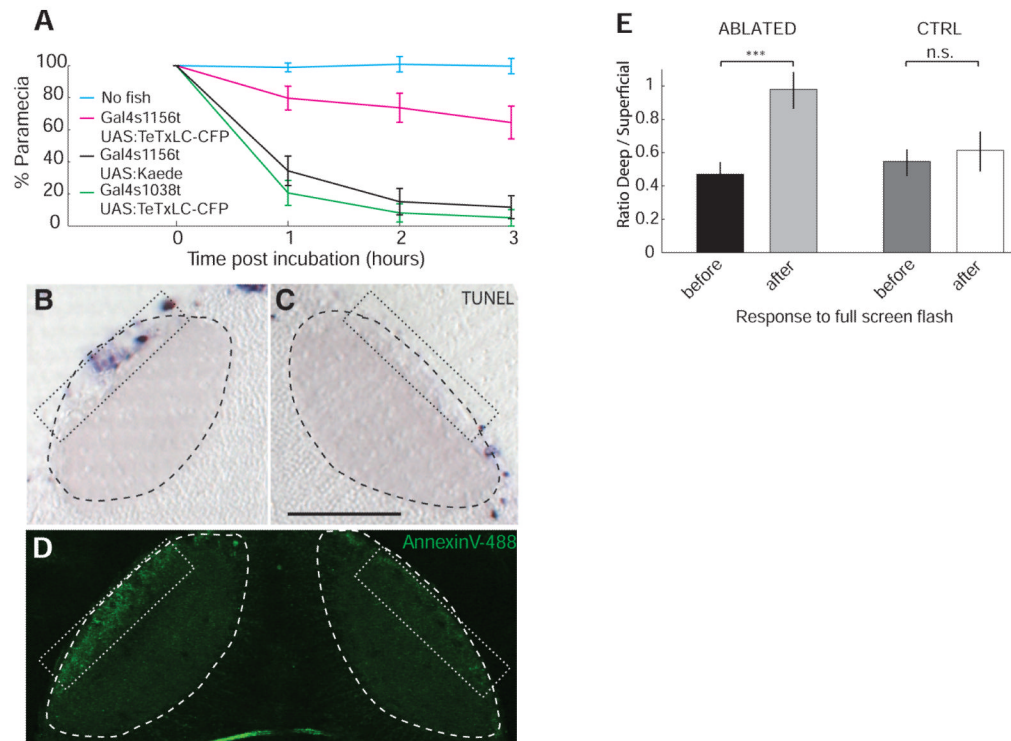 A
100
80
60
40
20
0
% Paramecia
No fish
Gal4s1156t
UAS:TeTxLC-CFP
Gal4s1156t
UAS:Kaede
Gal4s1038t
UAS:TeTxLC-CFP
0
1
2
3
Time post incubation (hours)
B
C
TUNEL
D
AnnexinV-488
E
ABLATED
CTRL
***
n.s.
1
0.8
0.6
0.4
0.2
0
Ratio Deep / Superficial
before
after
before
after
Response to full screen flash